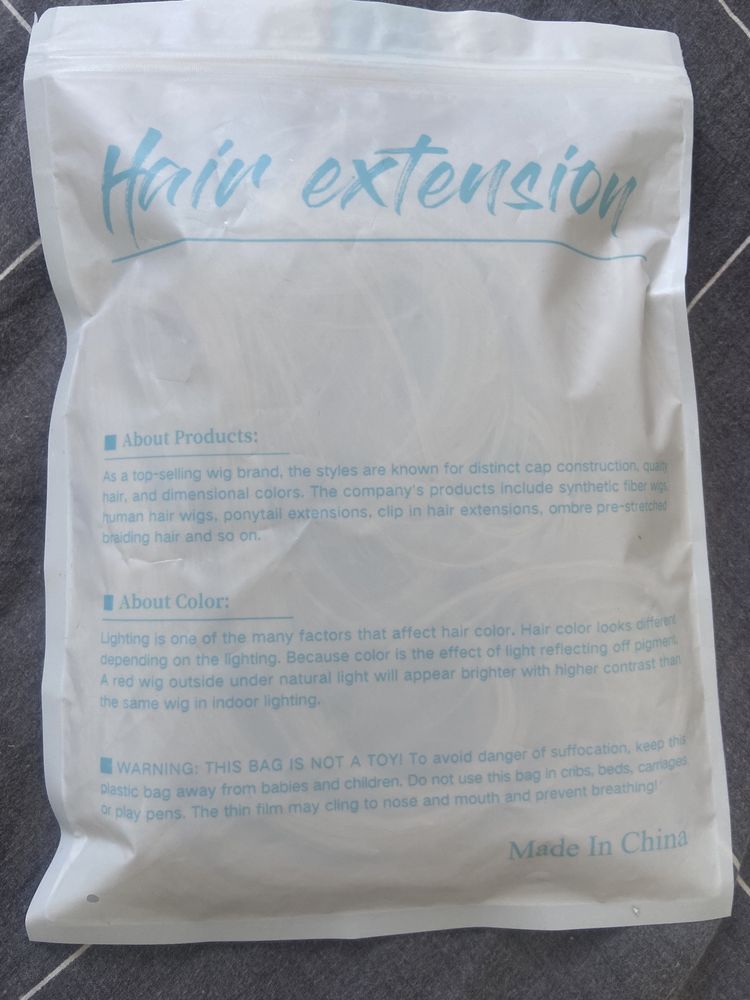 Hair extension
About Products:
As a top-selling wig brand, the styles are known for distinct cap construction, quality
hair, and dimensional colors. The company's products include synthetic fiber wigs,
human hair wigs, ponytail extensions, clip in hair extensions, ombre pre-stretched
braiding hair and so on.
About Color:
Lighting is one of the many factors that affect hair color. Hair color looks different
depending on the lighting. Because color is the effect of light reflecting off pigment.
A red wig outside under natural light will appear brighter with higher contrast than
the same wig in indoor lighting.
WARNING: THIS BAG IS NOT A TOY! To avoid danger of suffocation, keep this
plastic bag away from babies and children. Do not use this bag in cribs, beds, carriages
or play pens. The thin film may cling to nose and mouth and prevent breathing!
Made In China